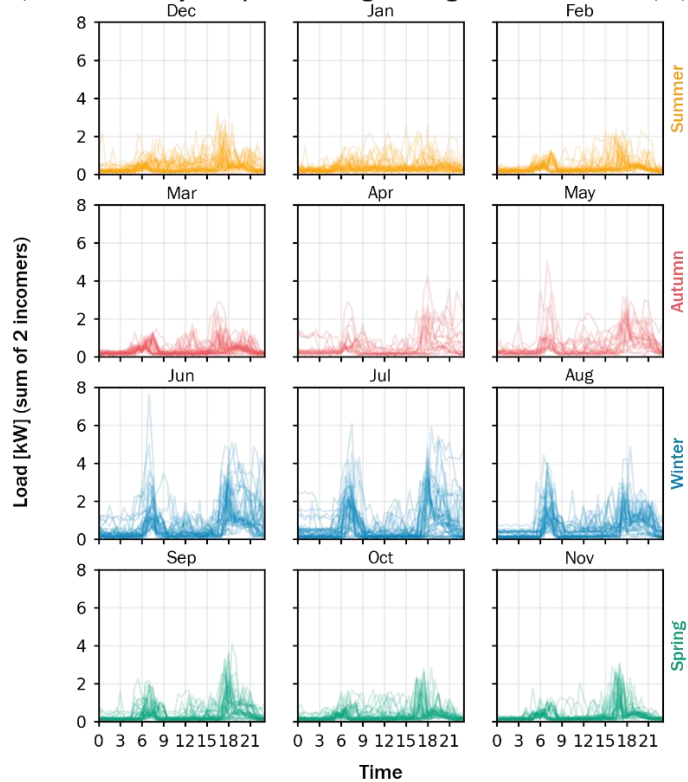 Dec Jan Feb
8
6
4
2
0
Summer
Mar Apr May
8
6
4
2
0
Autumn
Load [kW] (sum of 2 incomers)
Jun Jul Aug
8
6
4
2
0
Winter
Sep Oct Nov
8
6
4
2
0
Spring
0 3 6 9 12 15 18 21 0 3 6 9 12 15 18 21 0 3 6 9 12 15 18 21
Time